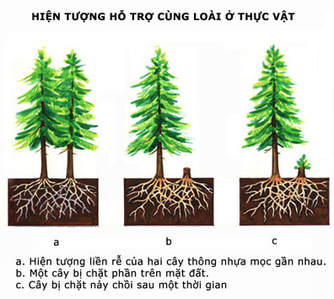 HIỆN TƯỢNG HỖ TRỢ CÙNG LOÀI Ở THỰC VẬT
a b c
a. Hiện tượng liền rễ của hai cây thông nhựa mọc gần nhau.
b. Một cây bị chặt phần trên mặt đất.
c. Cây bị chặt nảy chồi sau một thời gian